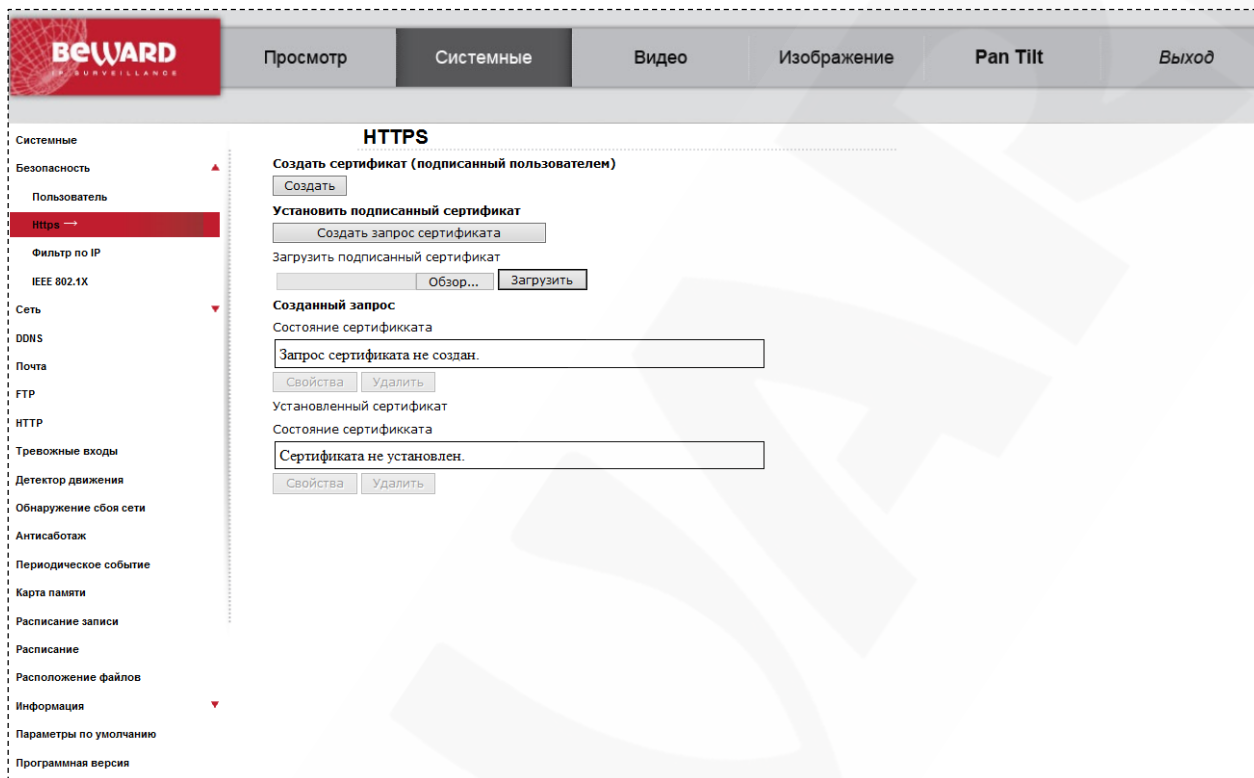 BEWARD
IP SURVEILLANCE
Просмотр
Системные
Видео
Изображение
Pan Tilt
Выход
Системные
Безопасность
Пользователь
Https →
Фильтр по IP
IEEE 802.1X
Сеть
DDNS
Почта
FTP
HTTP
Тревожные входы
Детектор движения
Обнаружение сбоя сети
Антисаботаж
Периодическое событие
Карта памяти
Расписание записи
Расписание
Расположение файлов
Информация
Параметры по умолчанию
Программная версия
HTTPS
Создать сертификат (подписанный пользователем)
Создать
Установить подписанный сертификат
Создать запрос сертификата
Загрузить подписанный сертификат
Обзор... Загрузить
Созданный запрос
Состояние сертификката
Запрос сертификата не создан.
Свойства Удалить
Установленный сертификат
Состояние сертификката
Сертификата не установлен.
Свойства Удалить